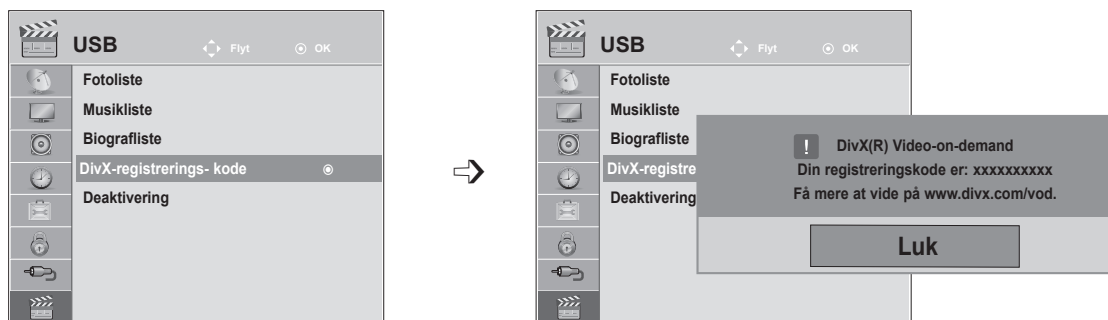 USB
Flyt
OK
Fotoliste
Musikliste
Biografliste
DivX-registrerings- kode
Deaktivering
USB
Flyt
OK
Fotoliste
Musikliste
Biografliste
DivX-registre
Deaktivering
! DivX(R) Video-on-demand
Din registreringskode er: xxxxxxxxxx
Få mere at vide på www.divx.com/vod.
Luk